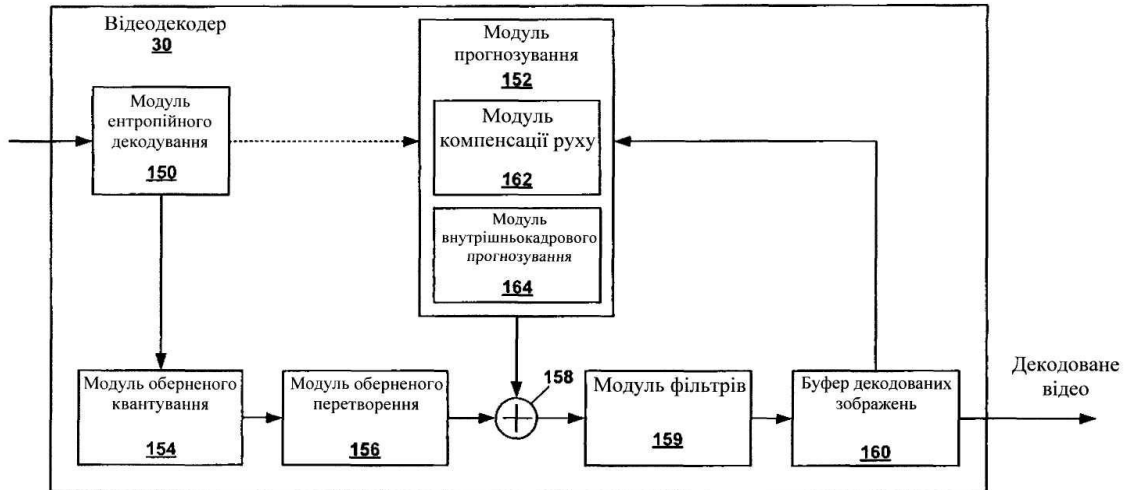 Відеодекодер
30
Модуль
ентропійного
декодування
150
Модуль
прогнозування
152
Модуль
компенсації руху
162
Модуль
внутрішньокадрового
прогнозування
164
Модуль оберненого
квантування
154
Модуль оберненого
перетворення
156
158
Модуль фільтрів
159
Буфер декодованих
зображень
160
Декодоване
відео